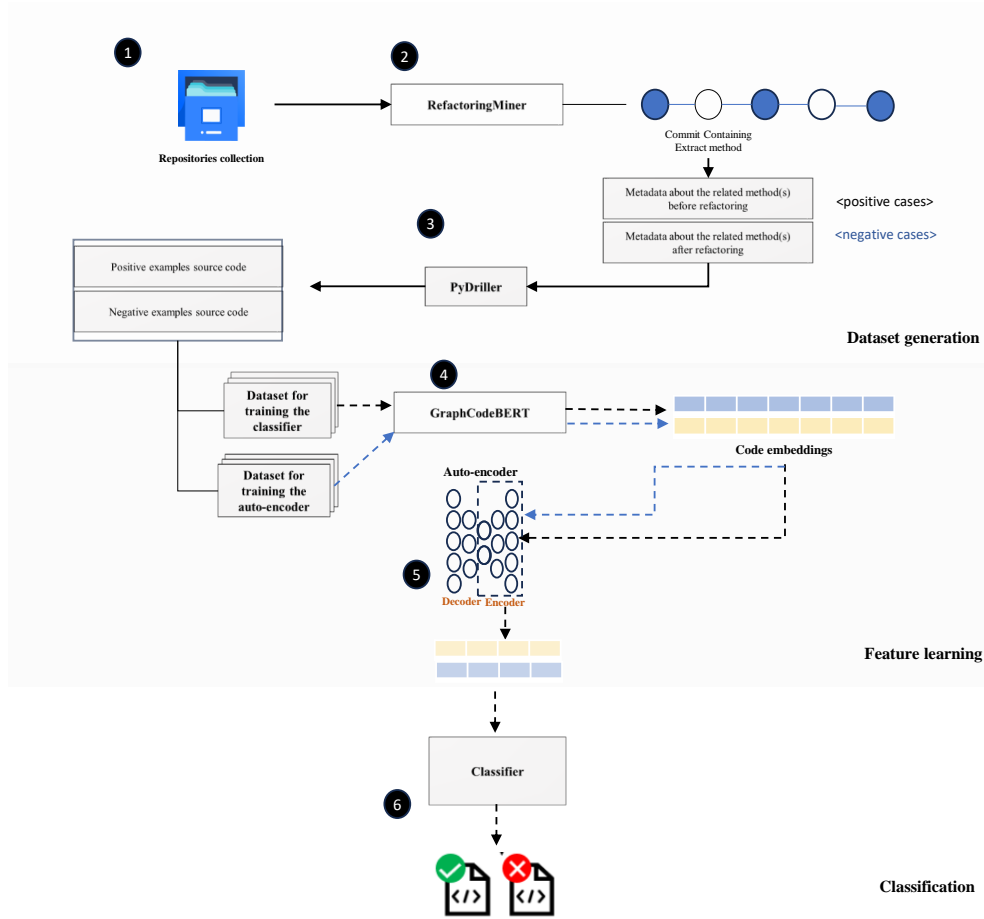 1
2
RefactoringMiner
Repositories collection
Commit Containing
Extract method
Metadata about the related method(s)
before refactoring
<positive cases>
Metadata about the related method(s)
after refactoring
<negative cases>
3
Positive examples source code
Negative examples source code
PyDriller
Dataset generation
4
Dataset for
training the
classifier
GraphCodeBERT
Code embeddings
Dataset for
training the
auto-encoder
Auto-encoder
5
Decoder
Encoder
Feature learning
Classifier
6
</>
</>
Classification